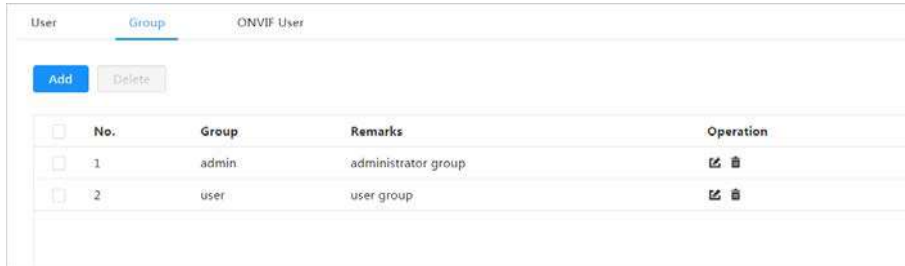 User Group ONVIF User
Add Delete
No. Group Remarks Operation
1 admin administrator group
2 user user group